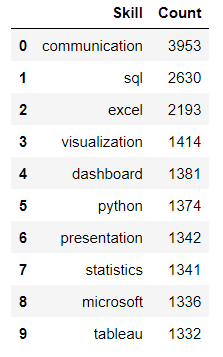 Skill Count
0 communication 3953
1 sql 2630
2 excel 2193
3 visualization 1414
4 dashboard 1381
5 python 1374
6 presentation 1342
7 statistics 1341
8 microsoft 1336
9 tableau 1332